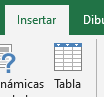 Insertar Dibu
námicas Tabla